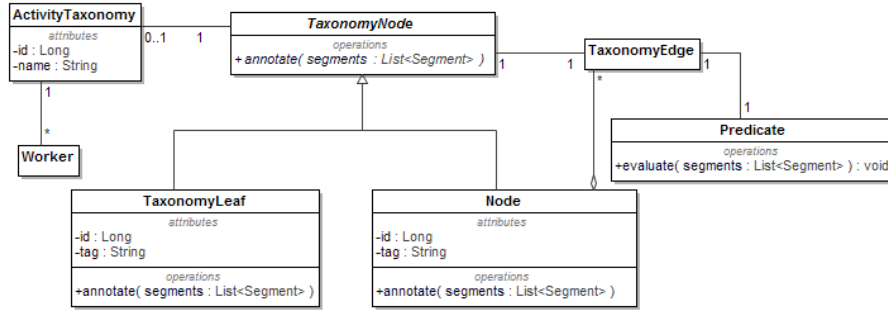 ActivityTaxonomy
attributes
-id : Long
-name : String
0..1
1
TaxonomyNode
operations
+ annotate( segments : List<Segment> )
1
1
TaxonomyEdge
1
*
1
Predicate
operations
+evaluate( segments : List<Segment> ) : void
1
*
Worker
TaxonomyLeaf
attributes
-id : Long
-tag : String
operations
+annotate( segments : List<Segment> )
Node
attributes
-id : Long
-tag : String
operations
+annotate( segments : List<Segment> )